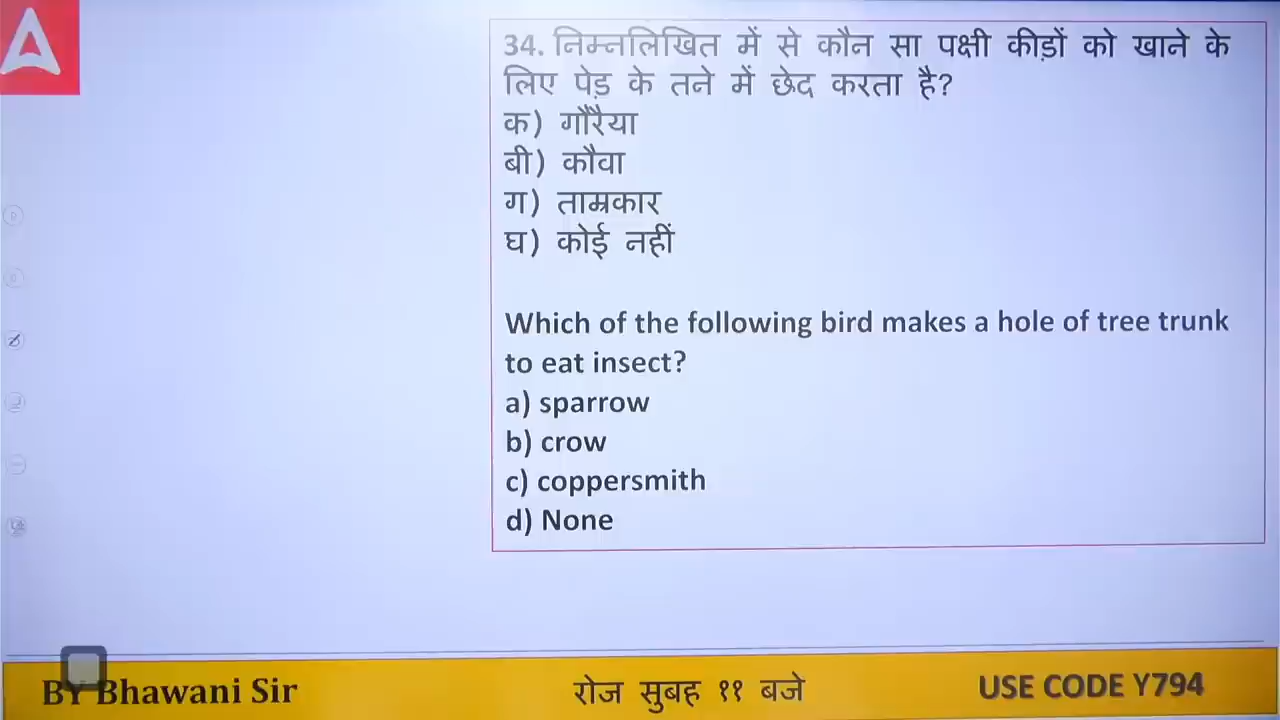 34. निम्नलिखित में से कौन सा पक्षी कीड़ों को खाने के
लिए पेड़ के तने में छेद करता है?
क) गौरैया
बी) कौवा
ग) ताम्रकार
घ) कोई नहीं
Which of the following bird makes a hole of tree trunk
to eat insect?
a) sparrow
b) crow
c) coppersmith
d) None
BY Bhawani Sir
रोज सुबह ११ बजे
USE CODE Y794